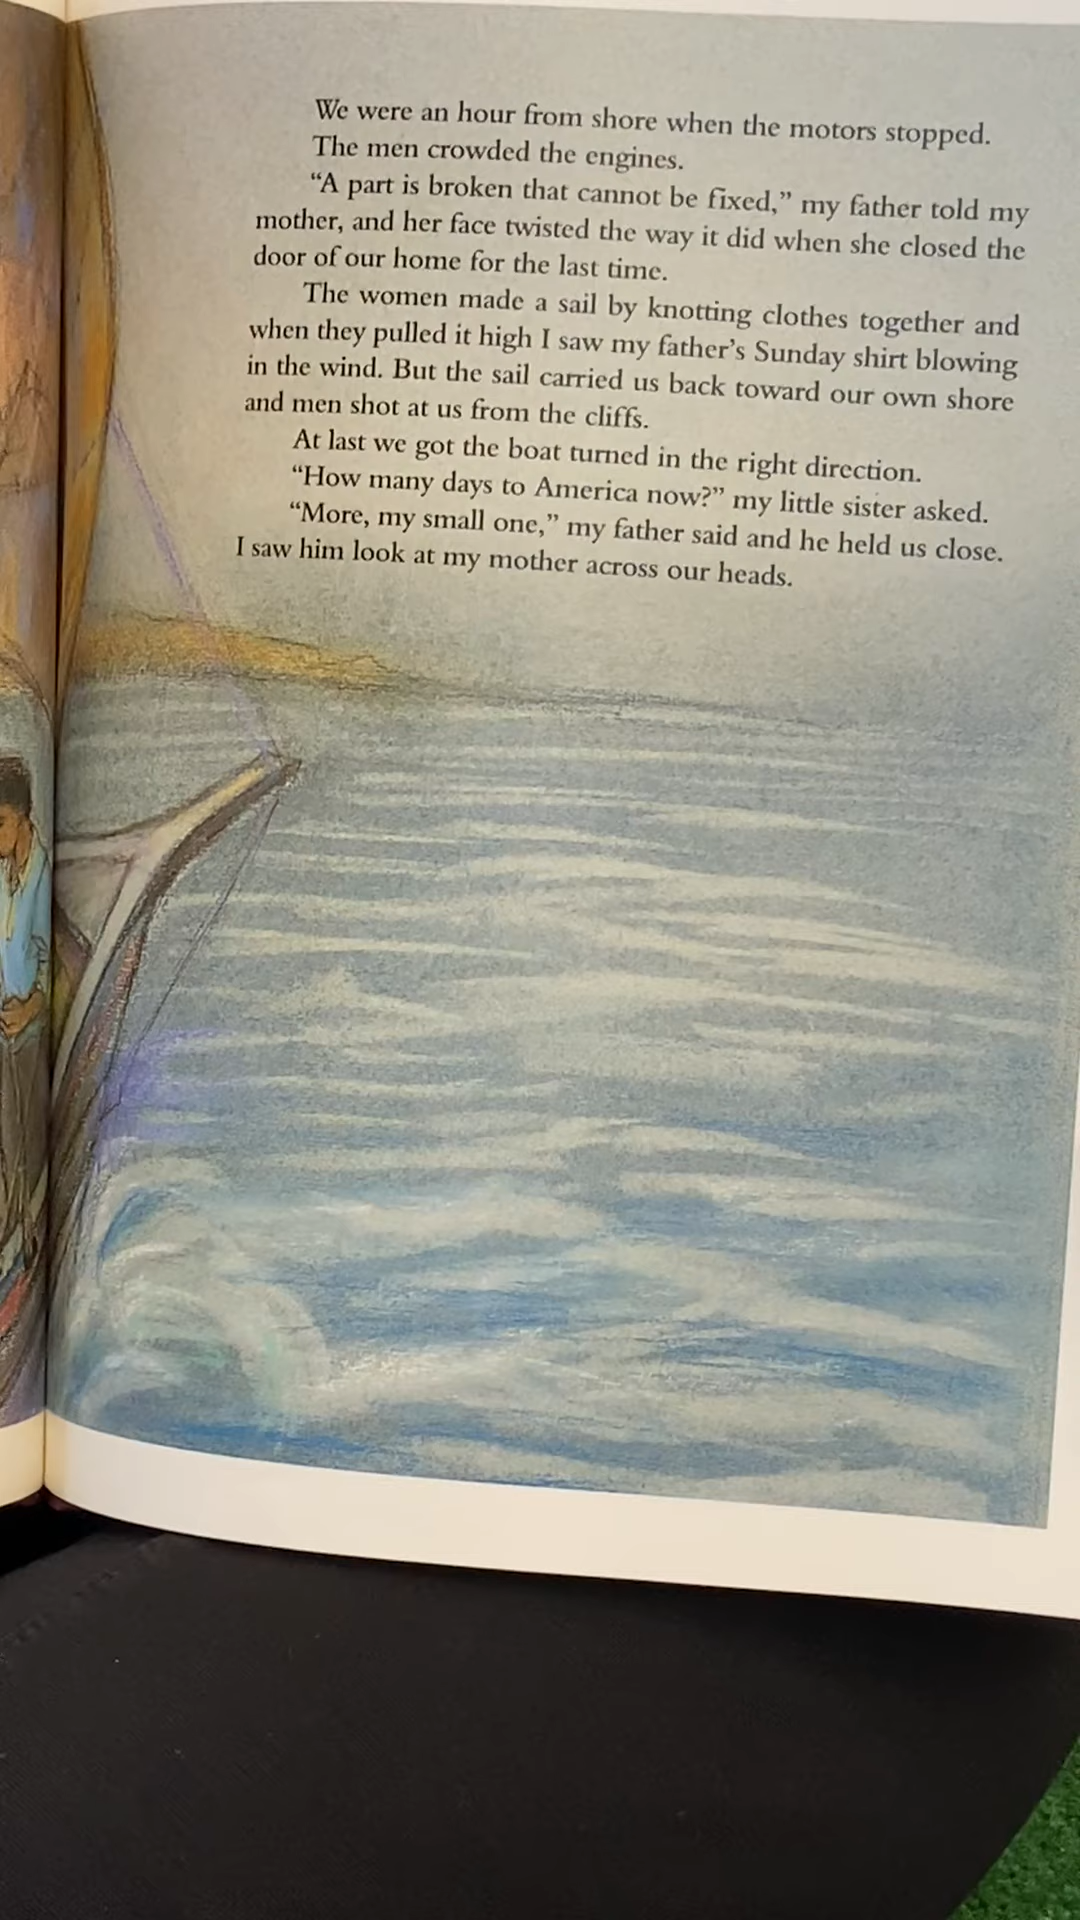 We were an hour from shore when the motors stopped.
The men crowded the engines.
“A part is broken that cannot be fixed,” my father told my
mother, and her face twisted the way it did when she closed the
door of our home for the last time.
The women made a sail by knotting clothes together and
when they pulled it high I saw my father’s Sunday shirt blowing
in the wind. But the sail carried us back toward our own shore
and men shot at us from the cliffs.
At last we got the boat turned in the right direction.
“How many days to America now?” my little sister asked.
“More, my small one,” my father said and he held us close.
I saw him look at my mother across our heads.